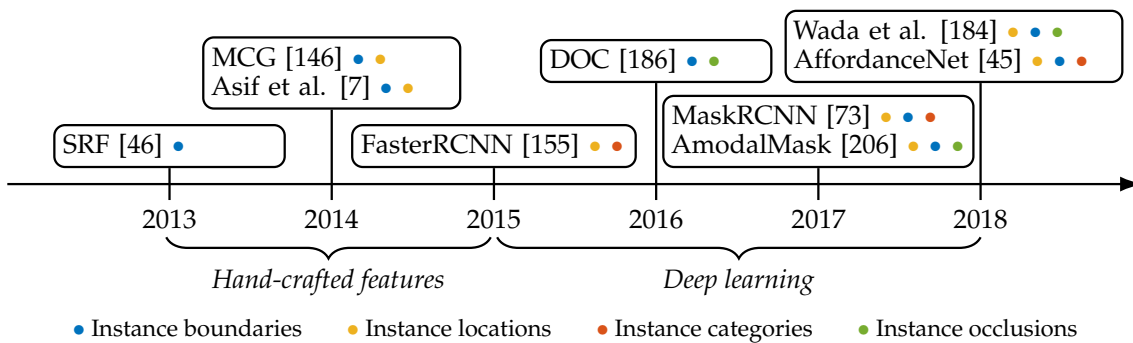 Wada et al. [184]
AffordanceNet [45]
MCG [146]
Asif et al. [7]
DOC [186]
MaskRCNN [73]
AmodalMask [206]
SRF [46]
FasterRCNN [155]
2013 2014 2015 2016 2017 2018
Hand-crafted features Deep learning
Instance boundaries Instance locations Instance categories Instance occlusions